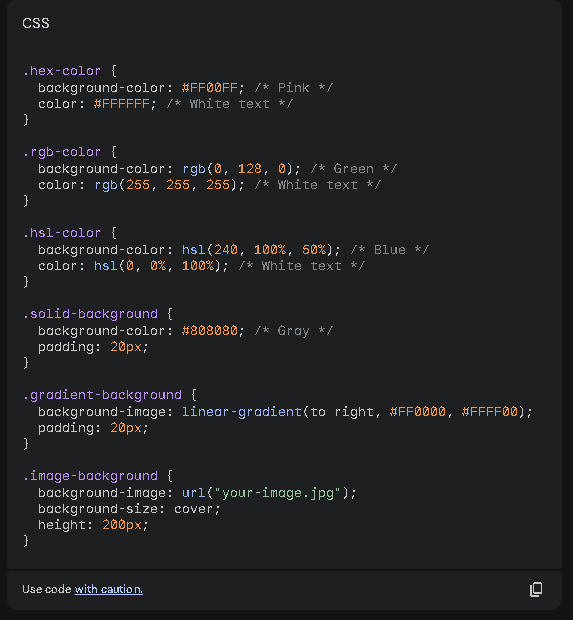 CSS
.hex-color {
  background-color: #FF00FF; /* Pink */
  color: #FFFFFF; /* White text */
}
.rgb-color {
  background-color: rgb(0, 128, 0); /* Green */
  color: rgb(255, 255, 255); /* White text */
}
.hsl-color {
  background-color: hsl(240, 100%, 50%); /* Blue */
  color: hsl(0, 0%, 100%); /* White text */
}
.solid-background {
  background-color: #808080; /* Gray */
  padding: 20px;
}
.gradient-background {
  background-image: linear-gradient(to right, #FF0000, #FFFF00);
  padding: 20px;
}
.image-background {
  background-image: url("your-image.jpg");
  background-size: cover;
  height: 200px;
}
Use code with caution.